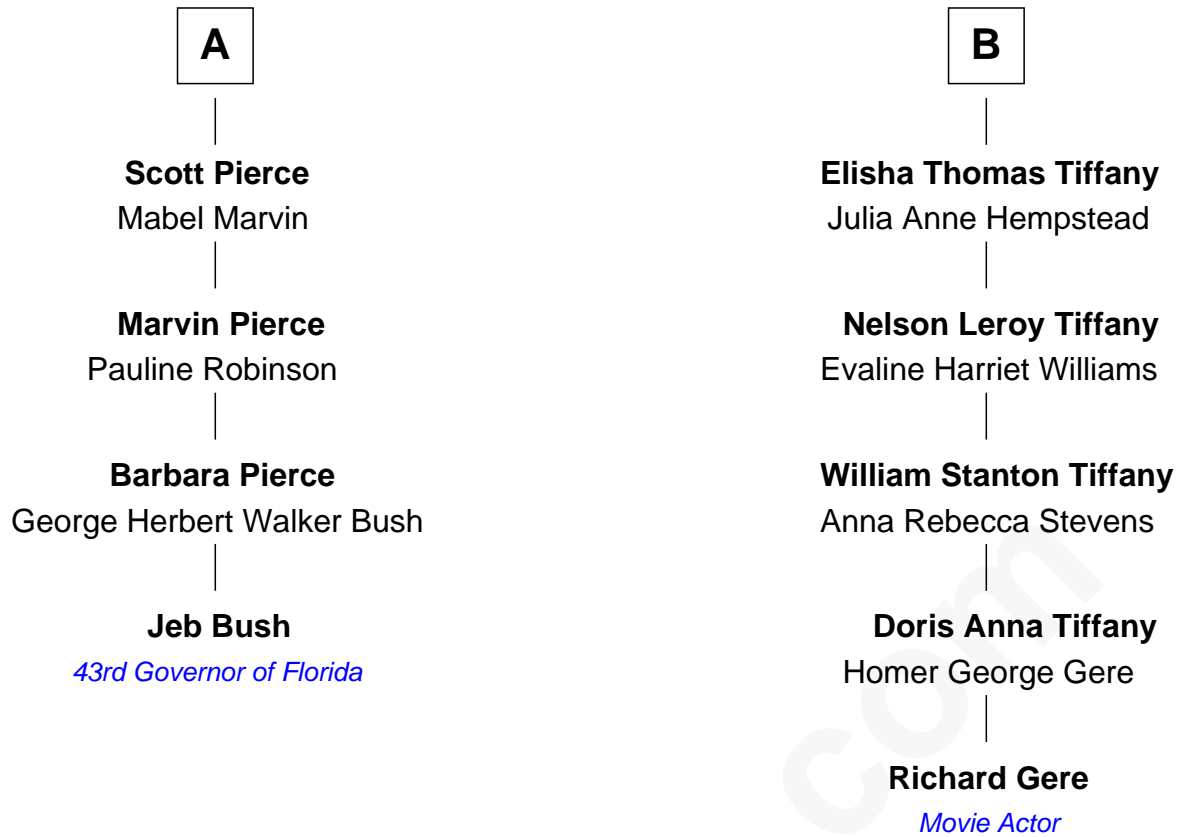 A
Scott Pierce
Mabel Marvin
Marvin Pierce
Pauline Robinson
Barbara Pierce
George Herbert Walker Bush
Jeb Bush
43rd Governor of Florida
B
Elisha Thomas Tiffany
Julia Anne Hempstead
Nelson Leroy Tiffany
Evaline Harriet Williams
William Stanton Tiffany
Anna Rebecca Stevens
Doris Anna Tiffany
Homer George Gere
Richard Gere
Movie Actor
com